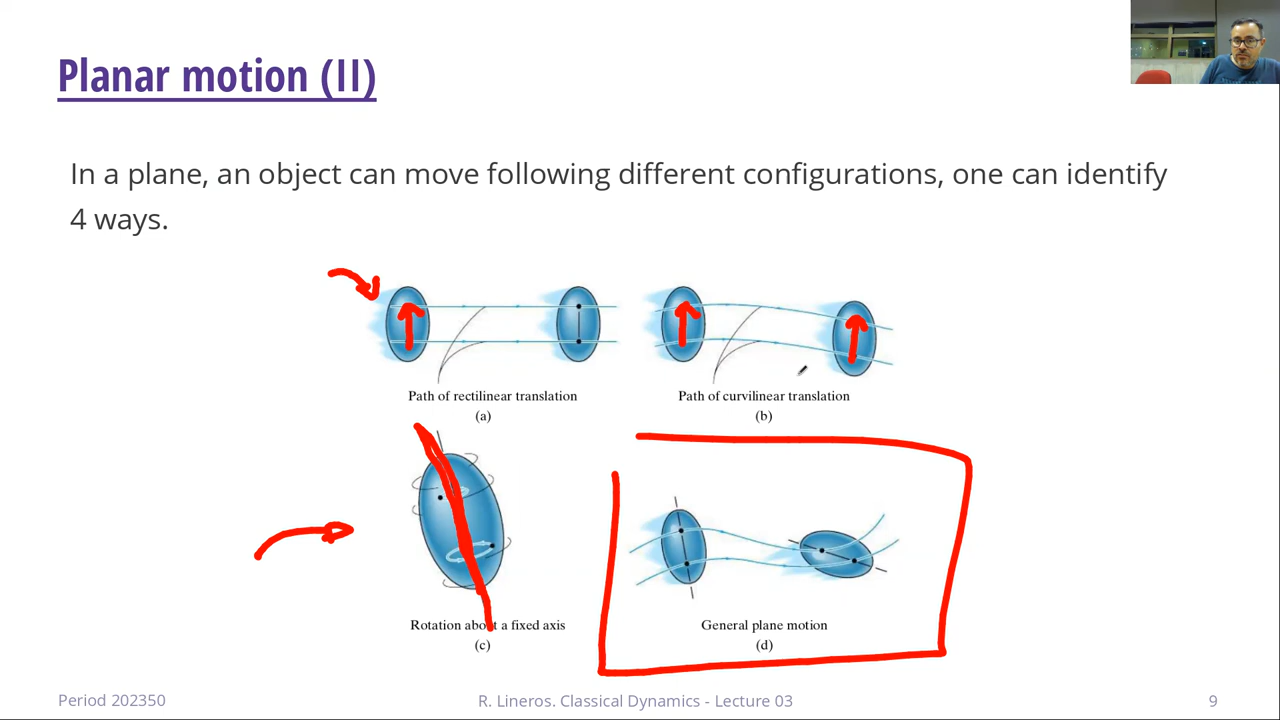 Planar motion (II)
In a plane, an object can move following different configurations, one can identify
4 ways.
Path of rectilinear translation
(a)
Path of curvilinear translation
(b)
Rotation about a fixed axis
(c)
General plane motion
(d)
Period 202350
R. Lineros. Classical Dynamics - Lecture 03
9